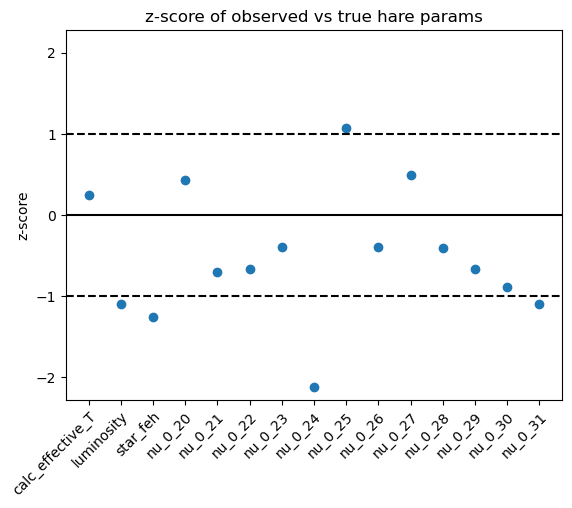 z-score of observed vs true hare params
z-score
2
1
0
−1
−2
calc_effective_T
luminosity
star_feh
nu_0_20
nu_0_21
nu_0_22
nu_0_23
nu_0_24
nu_0_25
nu_0_26
nu_0_27
nu_0_28
nu_0_29
nu_0_30
nu_0_31